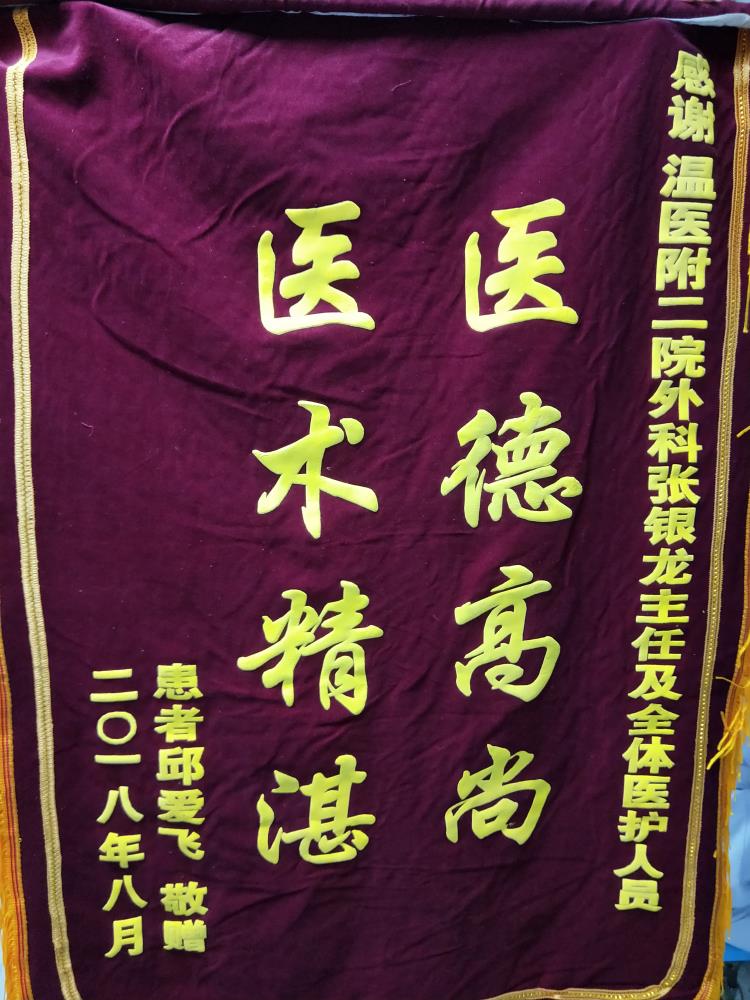 感谢温医附二院外科张银龙主任及全体医护人员
医德高尚
医术精湛
患者邱爱飞 敬赠
二〇一八年八月